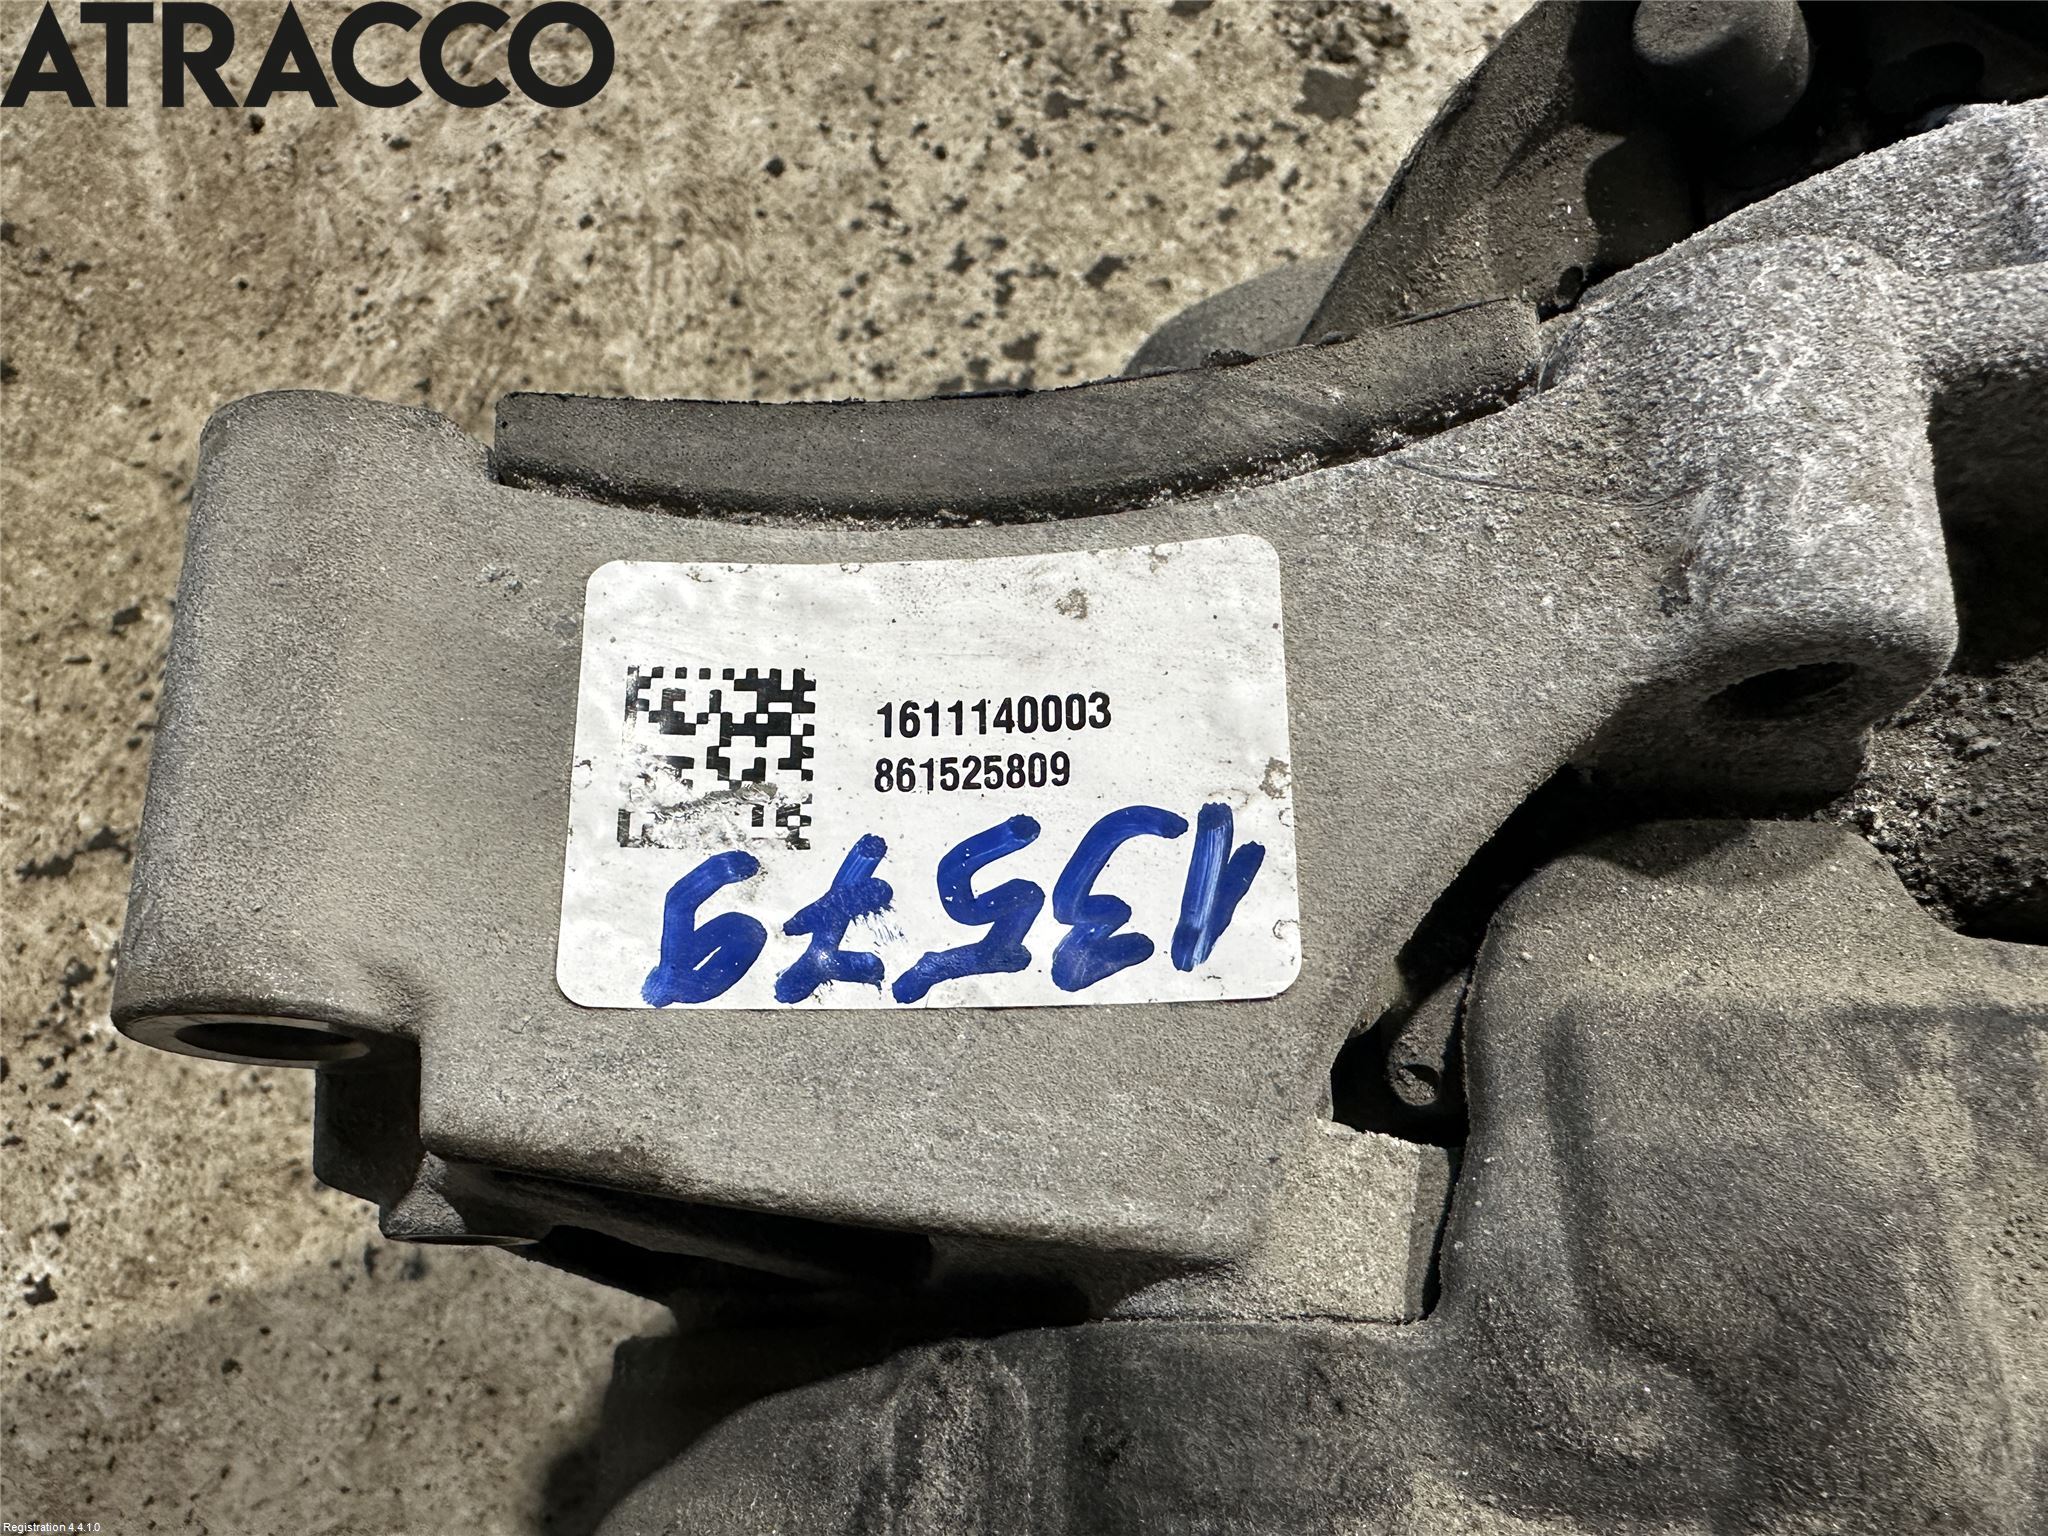 ATRACCO
1611140003
861525809
13579
Registration 4.4.1.0